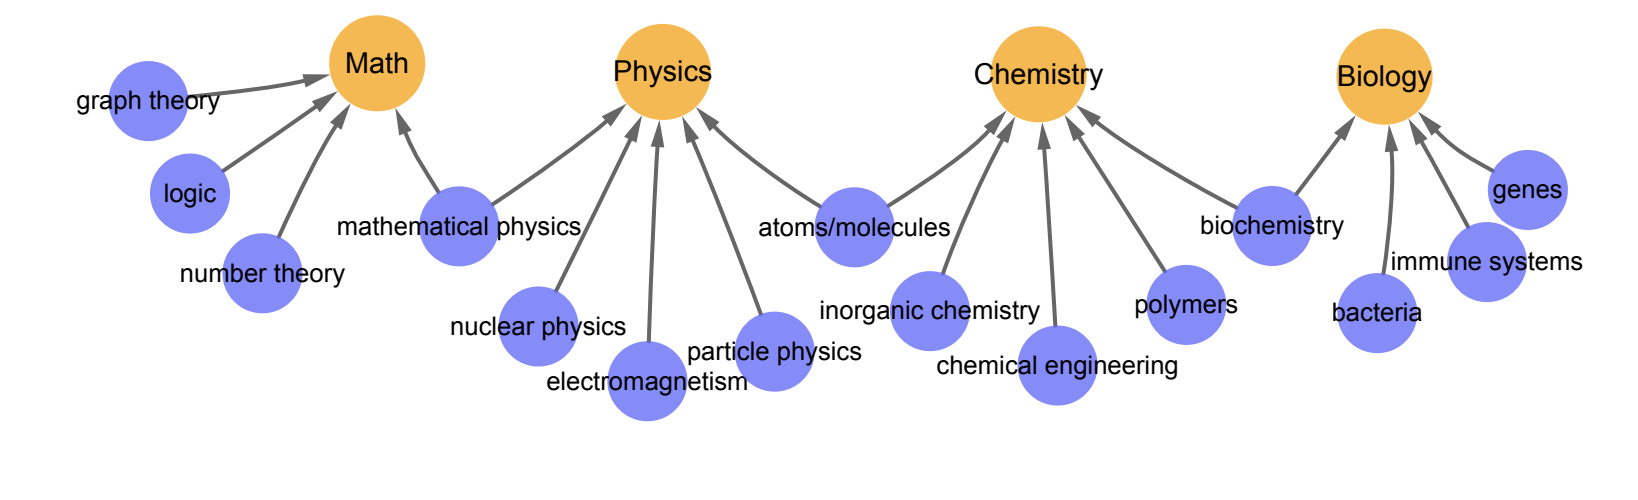 Math
Physics
Chemistry
Biology
graph theory
logic
number theory
mathematical physics
nuclear physics
electromagnetism
particle physics
atoms/molecules
inorganic chemistry
chemical engineering
polymers
biochemistry
bacteria
immune systems
genes